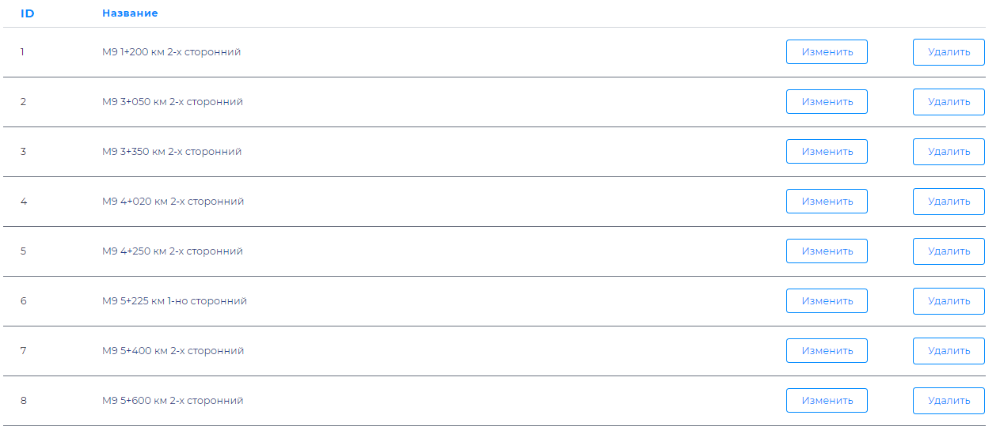 ID Название
1 М9 1+200 км 2-х сторонний Изменить Удалить
2 М9 3+050 км 2-х сторонний Изменить Удалить
3 М9 3+350 км 2-х сторонний Изменить Удалить
4 М9 4+020 км 2-х сторонний Изменить Удалить
5 М9 4+250 км 2-х сторонний Изменить Удалить
6 М9 5+225 км 1-но сторонний Изменить Удалить
7 М9 5+400 км 2-х сторонний Изменить Удалить
8 М9 5+600 км 2-х сторонний Изменить Удалить